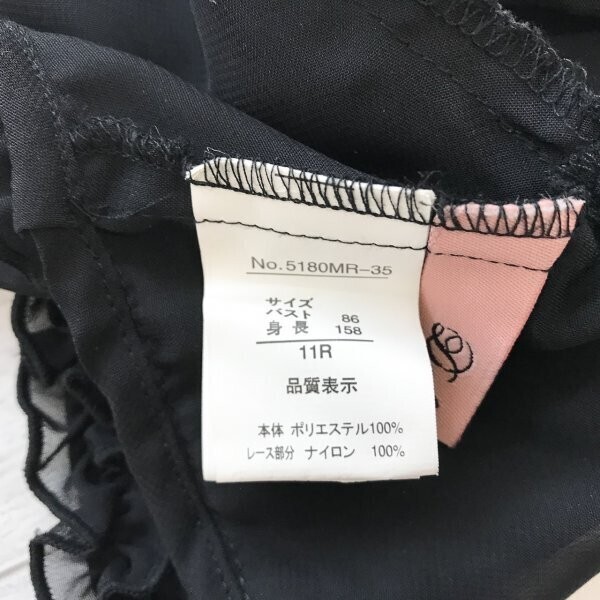 No.5180MR-35
サイズ
バスト 86
身長 158
11R
品質表示
本体 ポリエステル100%
レース部分 ナイロン 100%